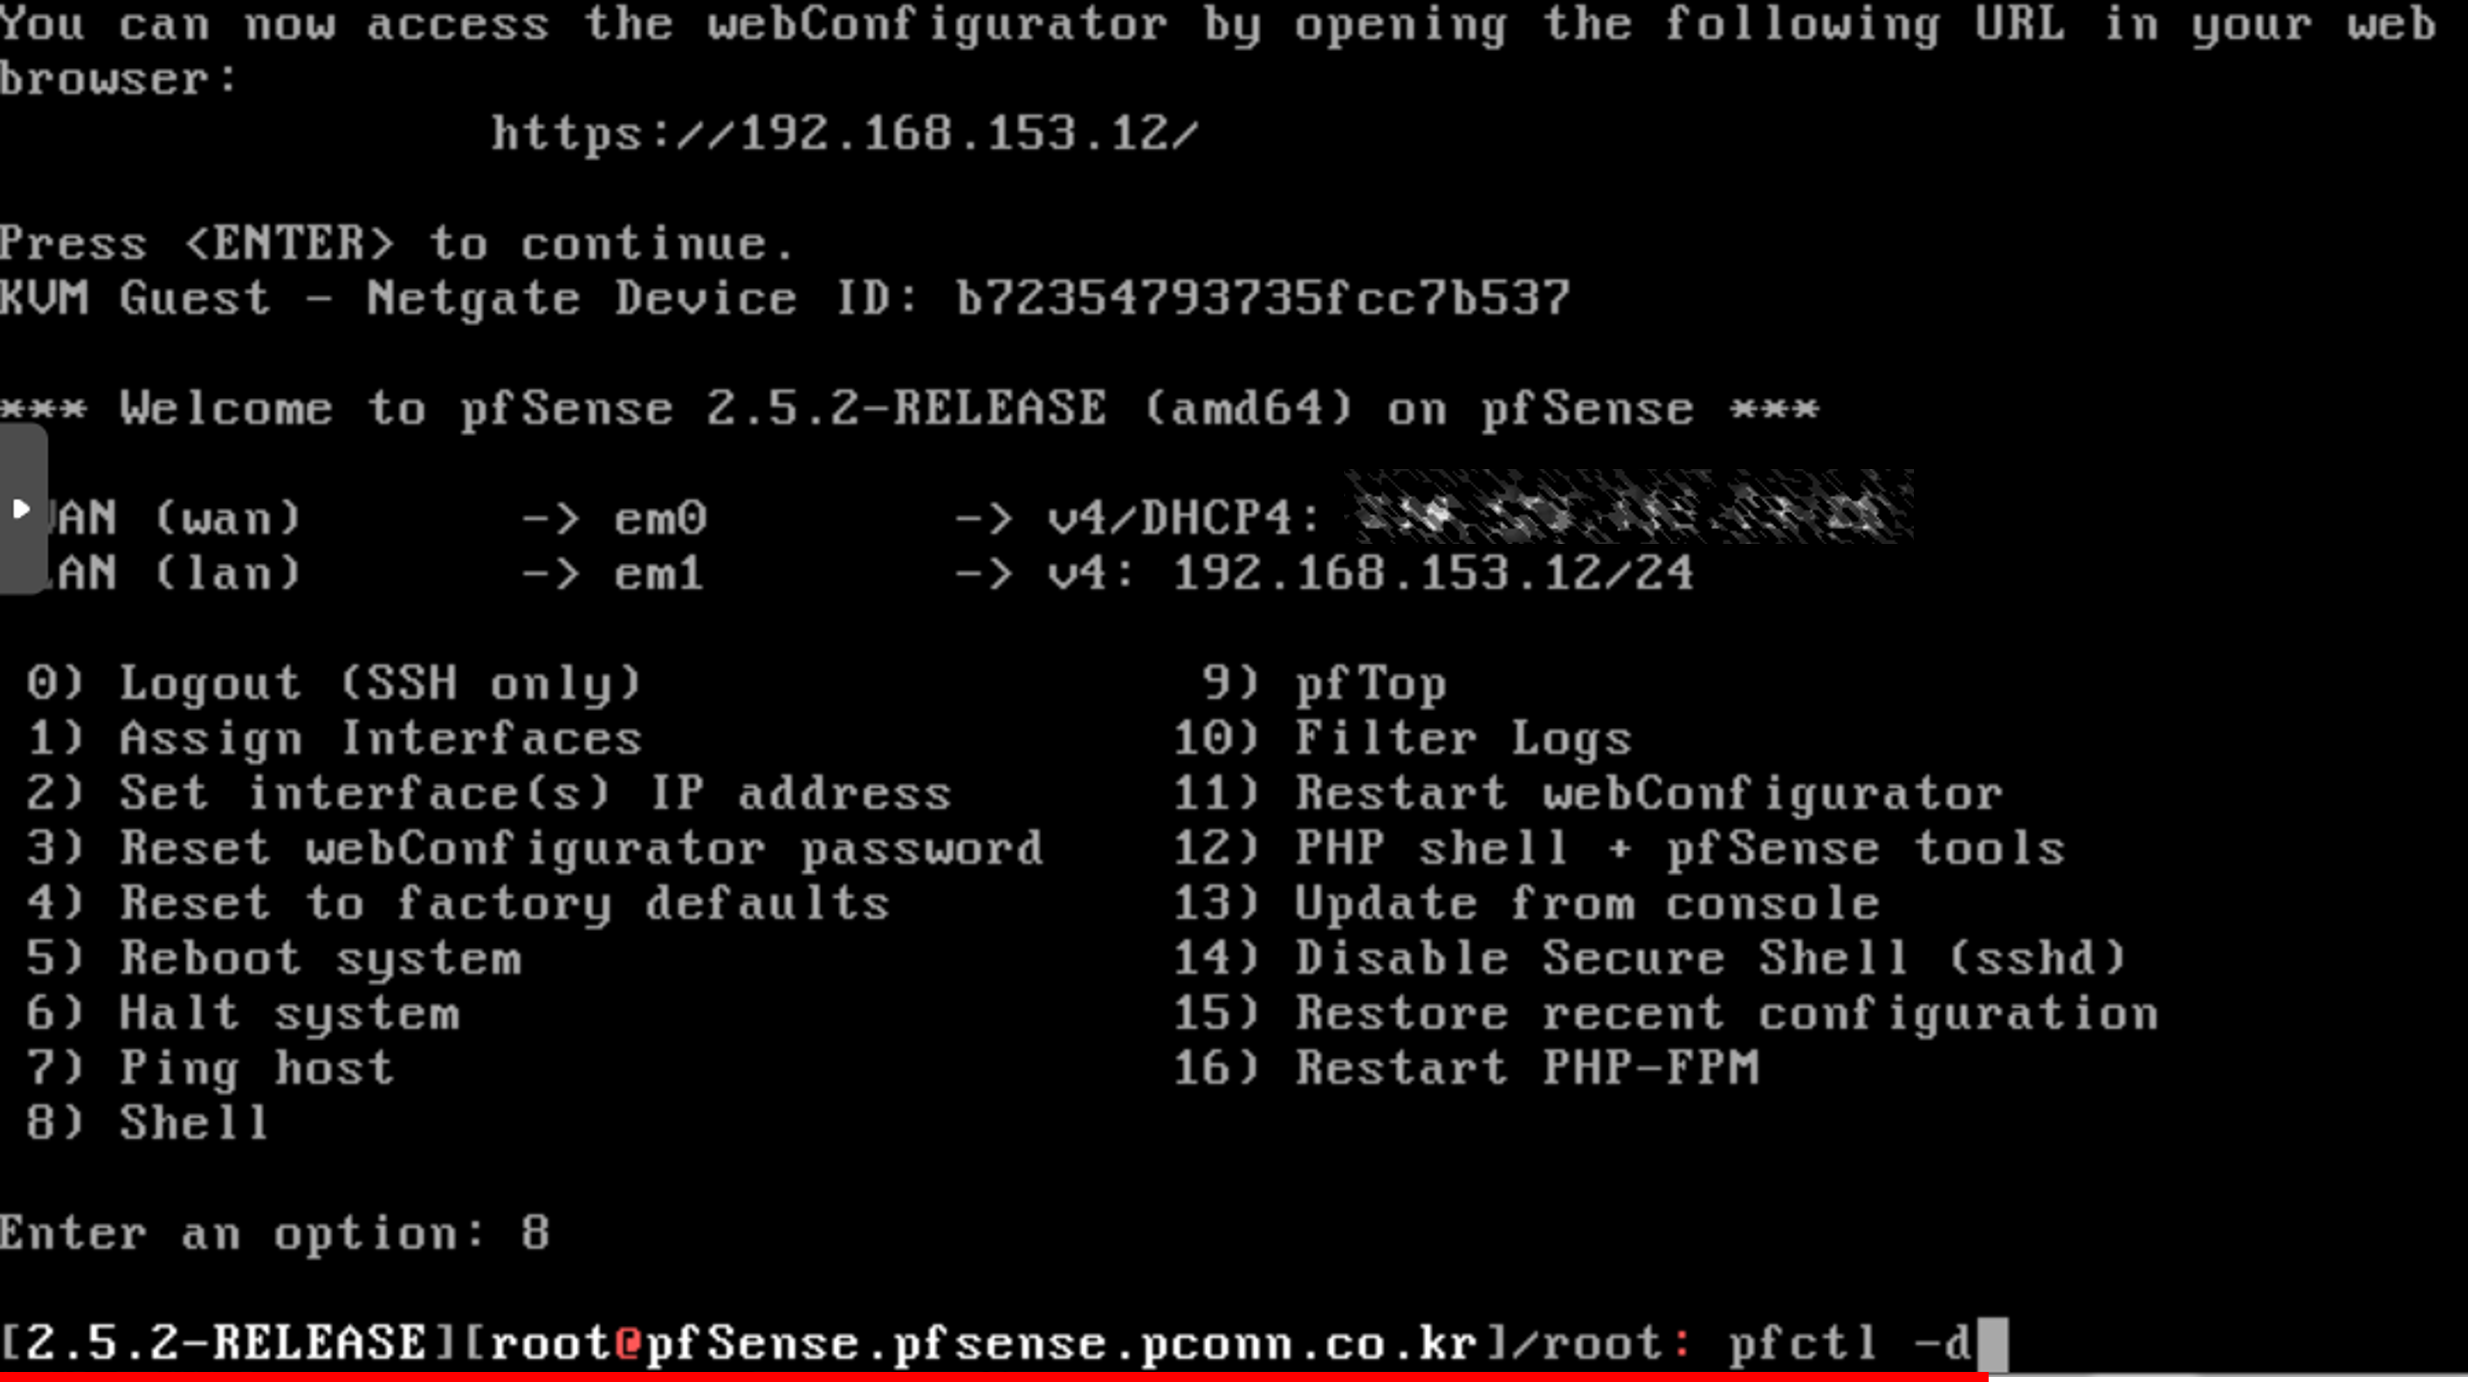 You can now access the webConfigurator by opening the following URL in your web
browser:
https://192.168.153.12/
Press <ENTER> to continue.
KVM Guest - Netgate Device ID: b72354793735fcc7b537
*** Welcome to pfSense 2.5.2-RELEASE (amd64) on pfSense ***
AN (wan) -> em0 -> v4/DHCP4:
AN (lan) -> em1 -> v4: 192.168.153.12/24
0) Logout (SSH only) 9) pfTop
1) Assign Interfaces 10) Filter Logs
2) Set interface(s) IP address 11) Restart webConfigurator
3) Reset webConfigurator password 12) PHP shell + pfSense tools
4) Reset to factory defaults 13) Update from console
5) Reboot system 14) Disable Secure Shell (sshd)
6) Halt system 15) Restore recent configuration
7) Ping host 16) Restart PHP-FPM
8) Shell
Enter an option: 8
[2.5.2-RELEASE][root@pfSense.pfsense.pconn.co.kr]/root: pfctl -d